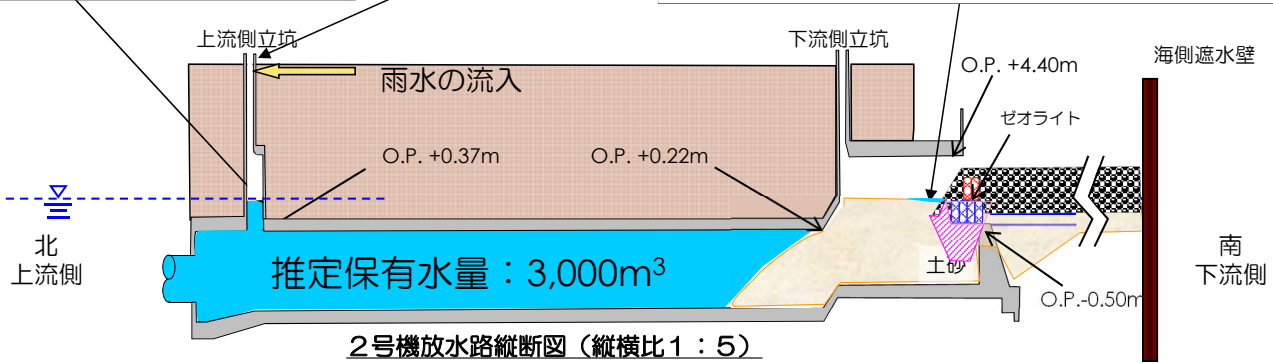 上流側立坑
下流側立坑
海側遮水壁
雨水の流入
O.P. +4.40m
ゼオライト
O.P. +0.37m
O.P. +0.22m
北
上流側
推定保有水量：3,000m³
土砂
南
下流側
O.P.-0.50m
２号機放水路縦断図（縦横比１：５）